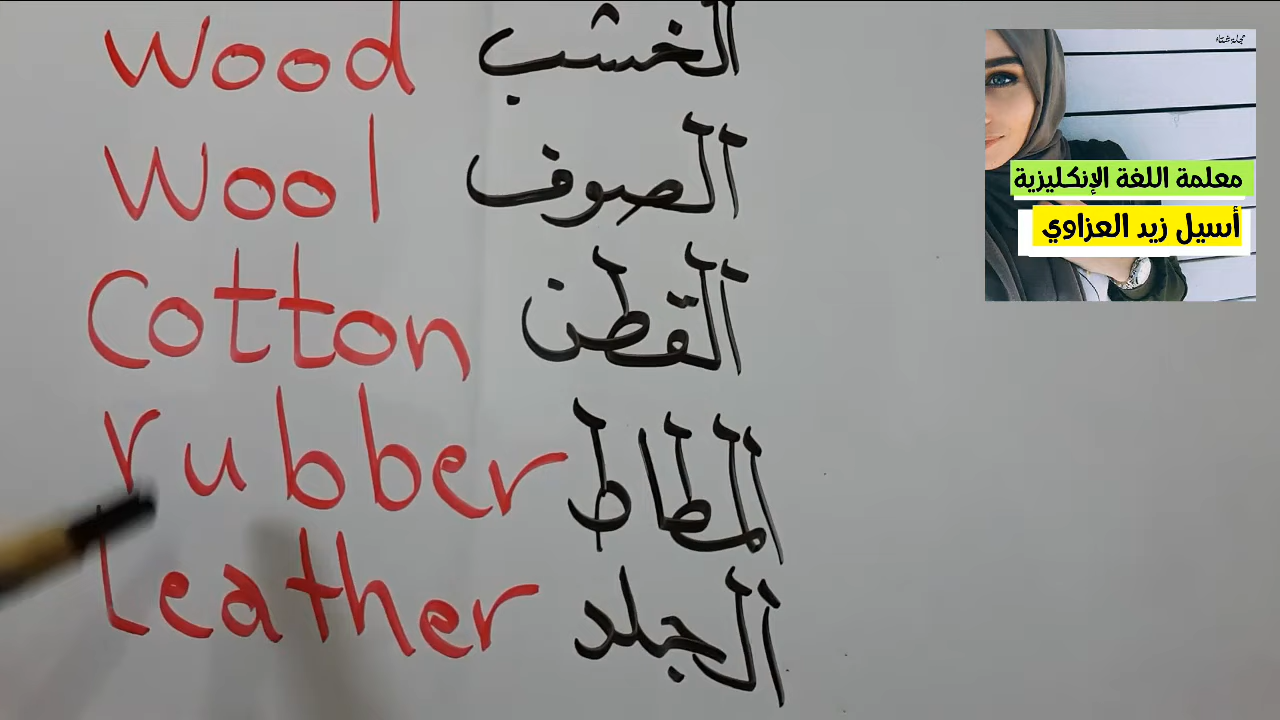 wood الخشب
wool الصوف
cotton القطن
rubber المطاط
leather الجلد
معلمة اللغة الإنكليزية
أسيل زيد العزاوي